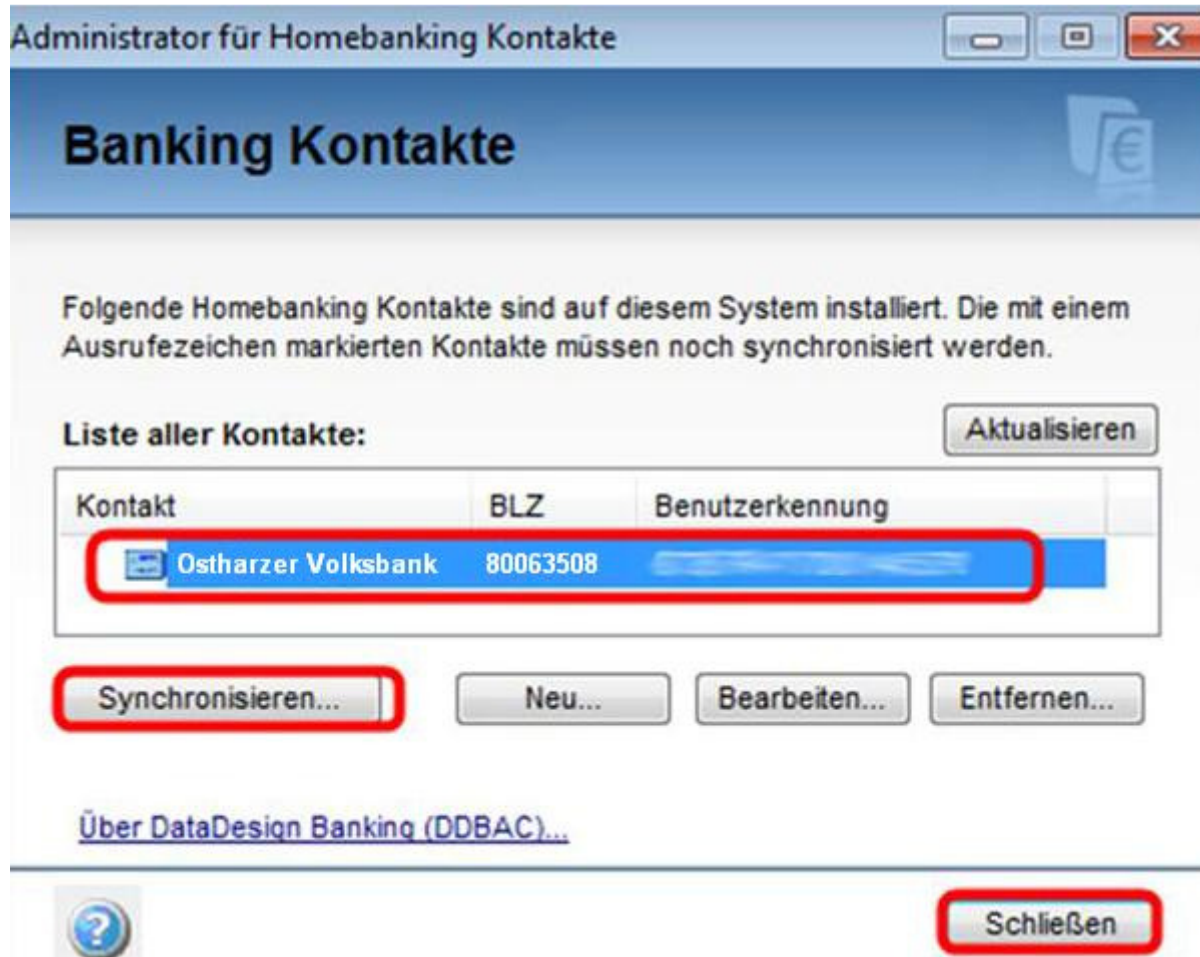 Administrator für Homebanking Kontakte
Banking Kontakte
€
Folgende Homebanking Kontakte sind auf diesem System installiert. Die mit einem
Ausrufezeichen markierten Kontakte müssen noch synchronisiert werden.
Liste aller Kontakte: Aktualisieren
Kontakt BLZ Benutzerkennung
Ostharzer Volksbank 80063508
Synchronisieren... Neu... Bearbeiten... Entfernen...
Über DataDesign Banking (DDBAC)...
? Schließen